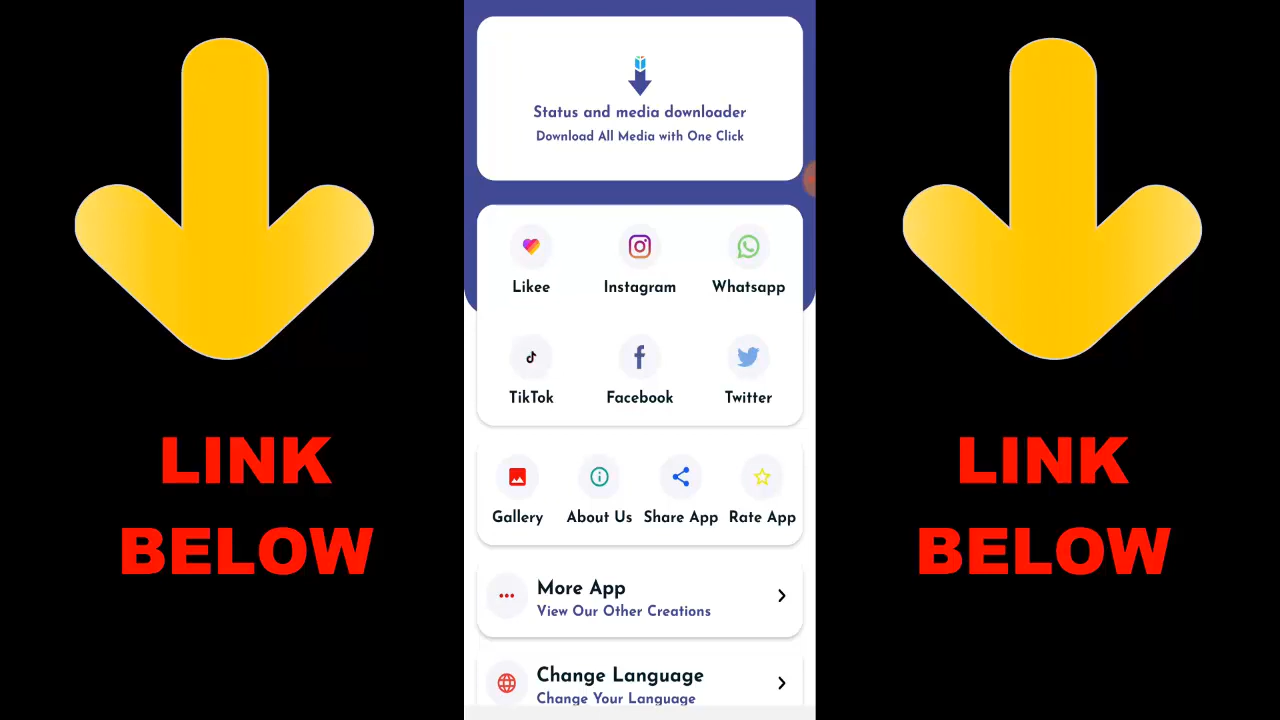 Status and media downloader
Download All Media with One Click
Likee
Instagram
Whatsapp
TikTok
Facebook
Twitter
Gallery
About Us
Share App
Rate App
More App
View Our Other Creations
Change Language
Change Your Language
LINK
BELOW
LINK
BELOW